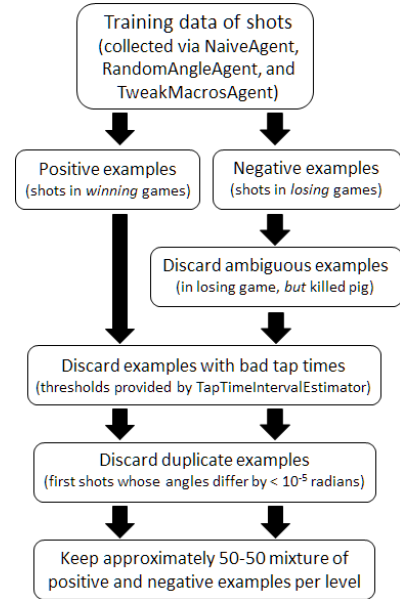 Training data of shots
(collected via NaiveAgent,
RandomAngleAgent, and
TweakMacrosAgent)
Positive examples
(shots in winning games)
Negative examples
(shots in losing games)
Discard ambiguous examples
(in losing game, but killed pig)
Discard examples with bad tap times
(thresholds provided by TapTimeIntervalEstimator)
Discard duplicate examples
(first shots whose angles differ by < 10⁻⁵ radians)
Keep approximately 50-50 mixture of
positive and negative examples per level